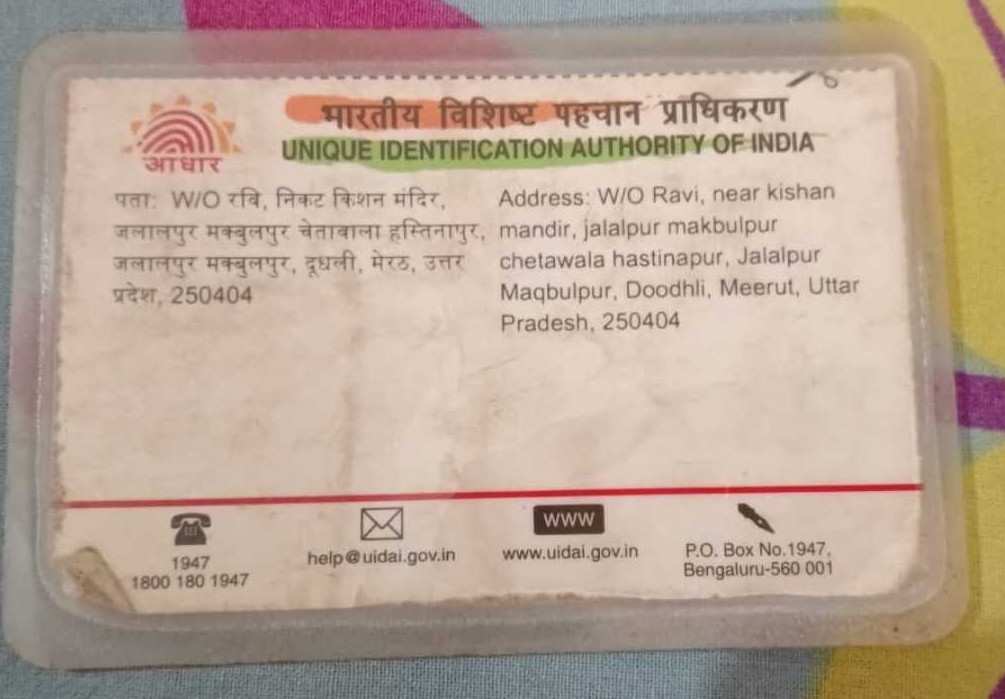 भारतीय विशिष्ट पहचान प्राधिकरण
UNIQUE IDENTIFICATION AUTHORITY OF INDIA
आधार
पता: W/O रवि, निकट किशन मंदिर,
जलालपुर मक्बुलपुर चेतावाला हस्तिनापुर,
जलालपुर मक्बुलपुर, दूधली, मेरठ, उत्तर
प्रदेश, 250404
Address: W/O Ravi, near kishan
mandir, jalalpur makbulpur
chetawala hastinapur, Jalalpur
Maqbulpur, Doodhli, Meerut, Uttar
Pradesh, 250404
1947
1800 180 1947
help@uidai.gov.in
www
www.uidai.gov.in
P.O. Box No.1947,
Bengaluru-560 001